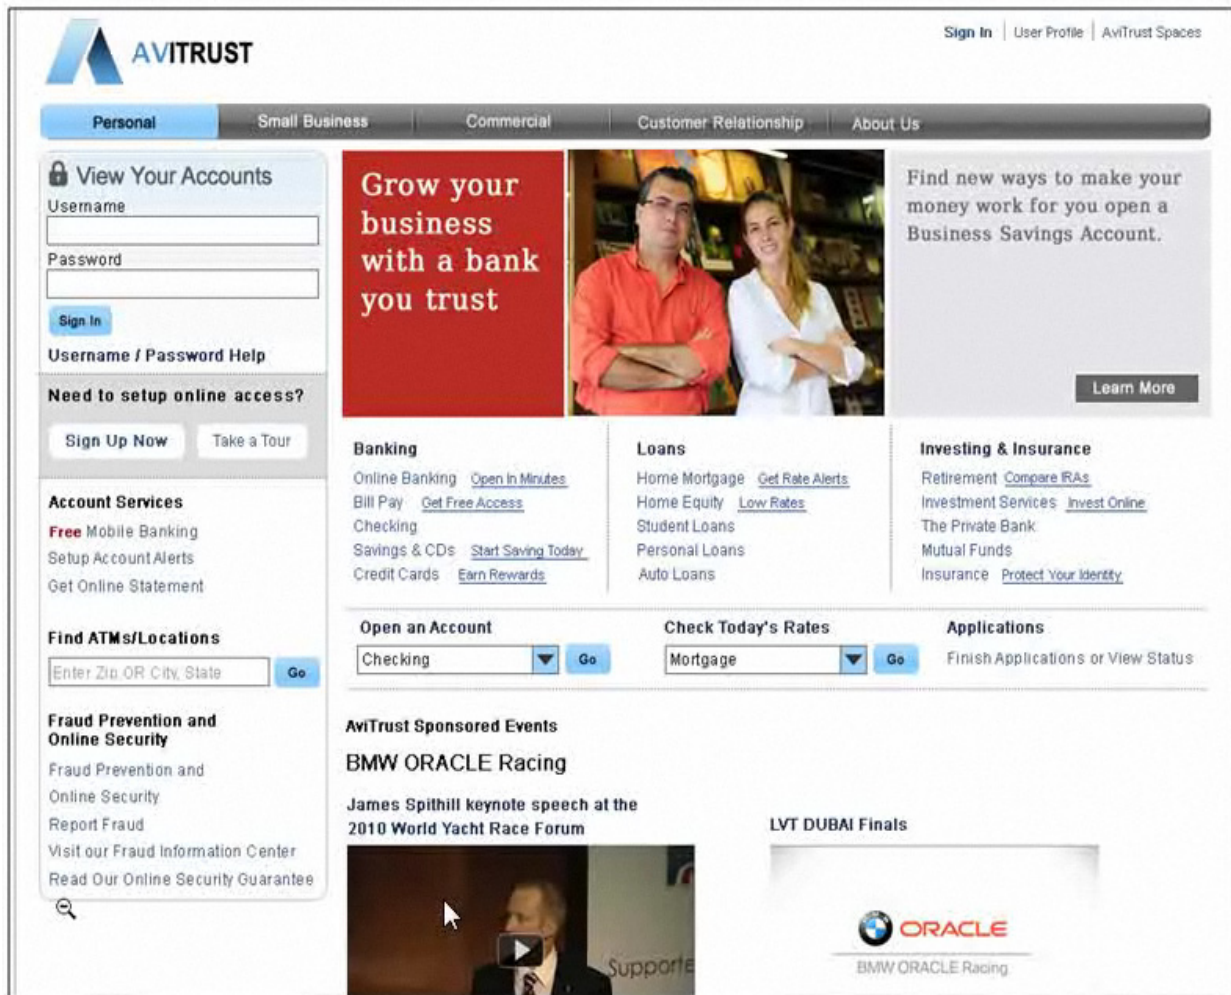 AVITRUST
Sign In | User Profile | AviTrust Spaces
Personal
Small Business
Commercial
Customer Relationship
About Us
View Your Accounts
Username
Password
Sign In
Username / Password Help
Need to setup online access?
Sign Up Now
Take a Tour
Account Services
Free Mobile Banking
Setup Account Alerts
Get Online Statement
Find ATMs/Locations
Enter Zip OR City, State
Go
Fraud Prevention and
Online Security
Fraud Prevention and
Online Security
Report Fraud
Visit our Fraud Information Center
Read Our Online Security Guarantee
Grow your
business
with a bank
you trust
Find new ways to make your
money work for you open a
Business Savings Account.
Learn More
Banking
Online Banking Open In Minutes
Bill Pay Get Free Access
Checking
Savings & CDs Start Saving Today
Credit Cards Earn Rewards
Loans
Home Mortgage Get Rate Alerts
Home Equity Low Rates
Student Loans
Personal Loans
Auto Loans
Investing & Insurance
Retirement Compare IRAs
Investment Services Invest Online
The Private Bank
Mutual Funds
Insurance Protect Your Identity
Open an Account
Checking
Go
Check Today's Rates
Mortgage
Go
Applications
Finish Applications or View Status
AviTrust Sponsored Events
BMW ORACLE Racing
James Spithill keynote speech at the
2010 World Yacht Race Forum
Supporte
LVT DUBAI Finals
ORACLE
BMW ORACLE Racing